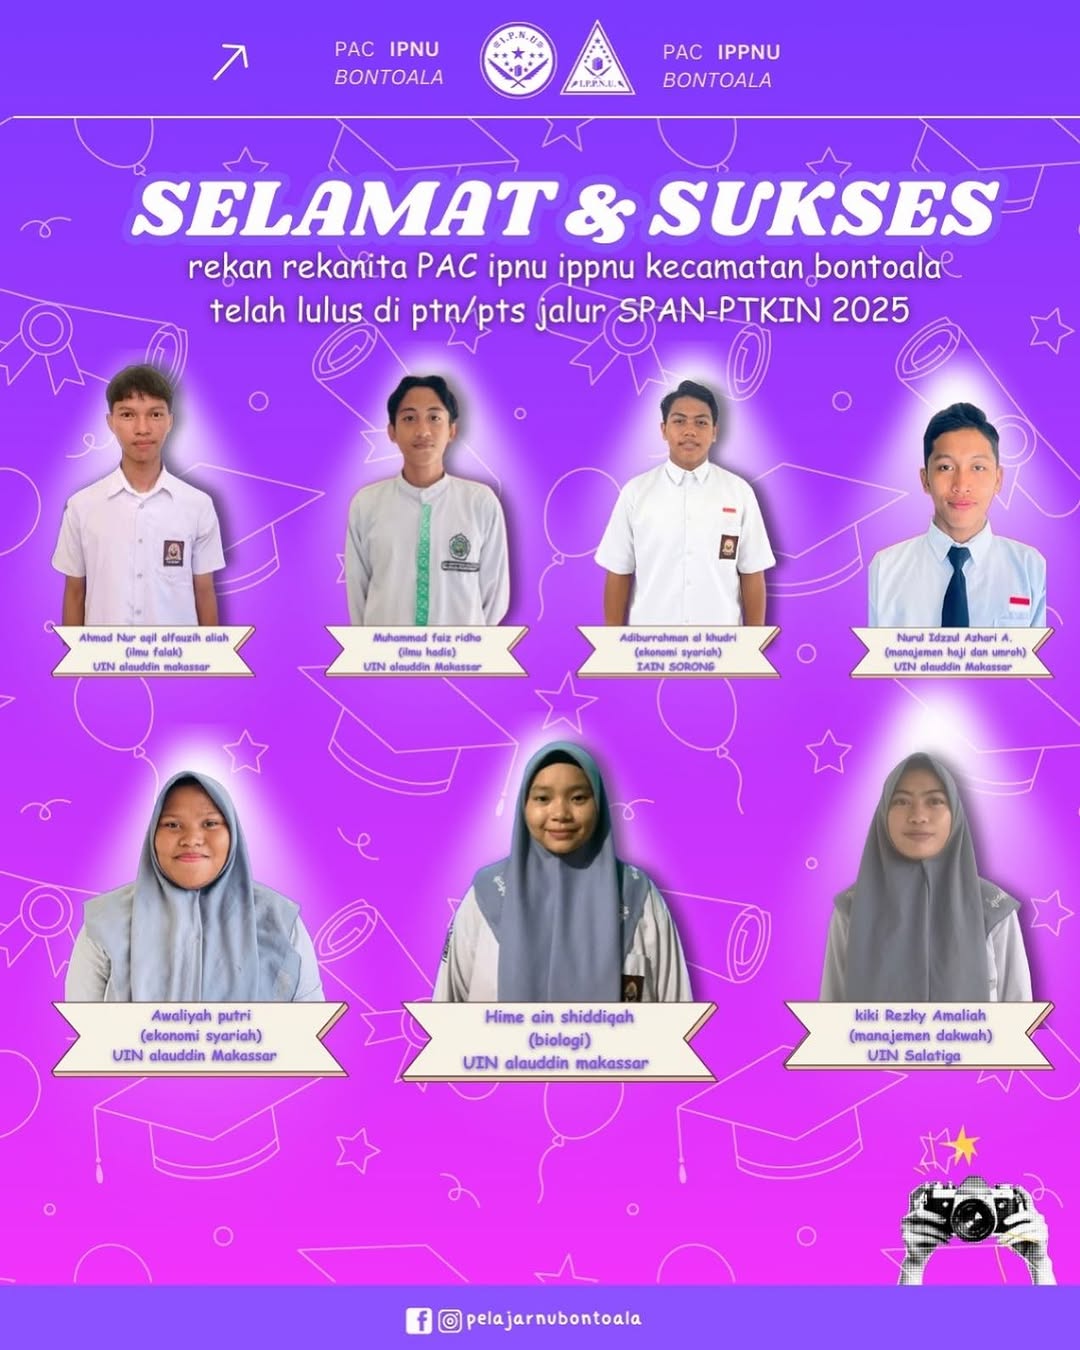 PAC IPNU
BONTOALA
I.P.N.U
I.P.P.N.U.
PAC IPPNU
BONTOALA
SELAMAT & SUKSES
rekan rekanita PAC ipnu ippnu kecamatan bontoala
telah lulus di ptn/pts jalur SPAN-PTKIN 2025
Ahmad Nur aqil alfauzih aliah
(ilmu falak)
UIN alauddin makassar
Muhammad faiz ridho
(ilmu hadis)
UIN alauddin Makassar
Adiburrahman al khudri
(ekonomi syariah)
IAIN SORONG
Nurul Idzzul Azhari A.
(manajemen haji dan umroh)
UIN alauddin Makassar
Awaliyah putri
(ekonomi syariah)
UIN alauddin Makassar
Hime ain shiddiqah
(biologi)
UIN alauddin makassar
kiki Rezky Amaliah
(manajemen dakwah)
UIN Salatiga
pelajarnubontoala